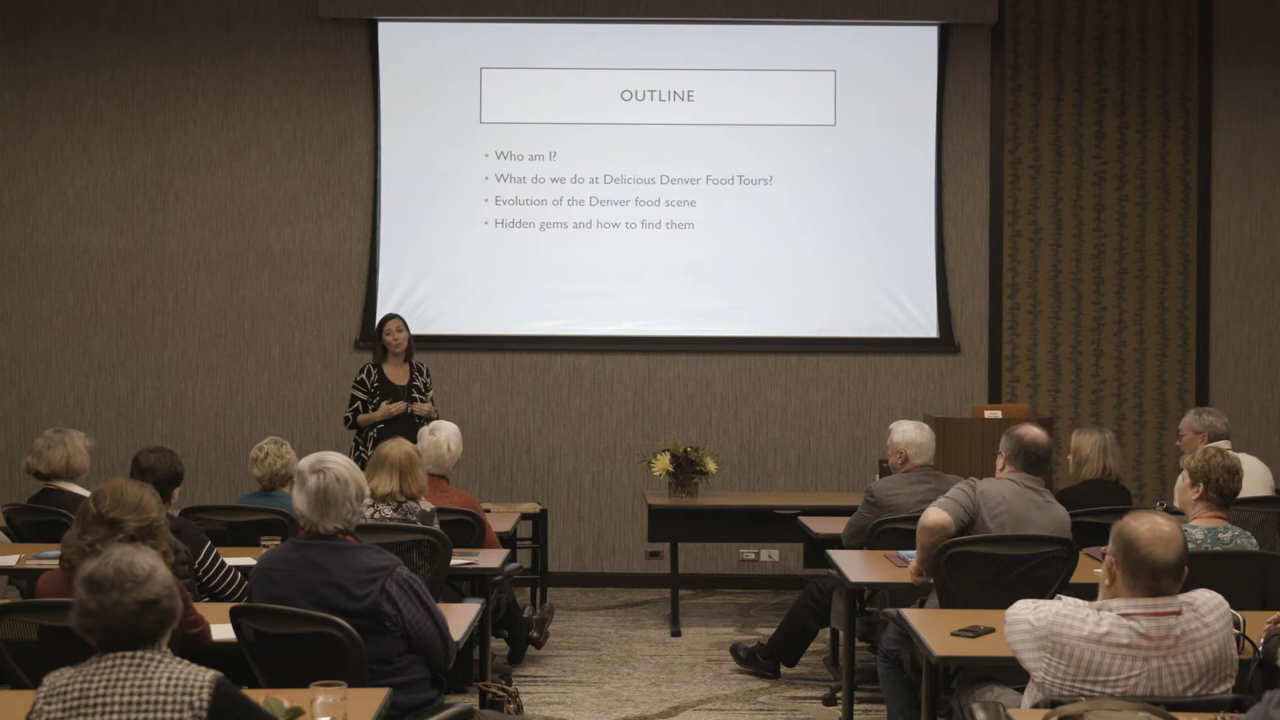 OUTLINE
• Who am I?
• What do we do at Delicious Denver Food Tours?
• Evolution of the Denver food scene
• Hidden gems and how to find them